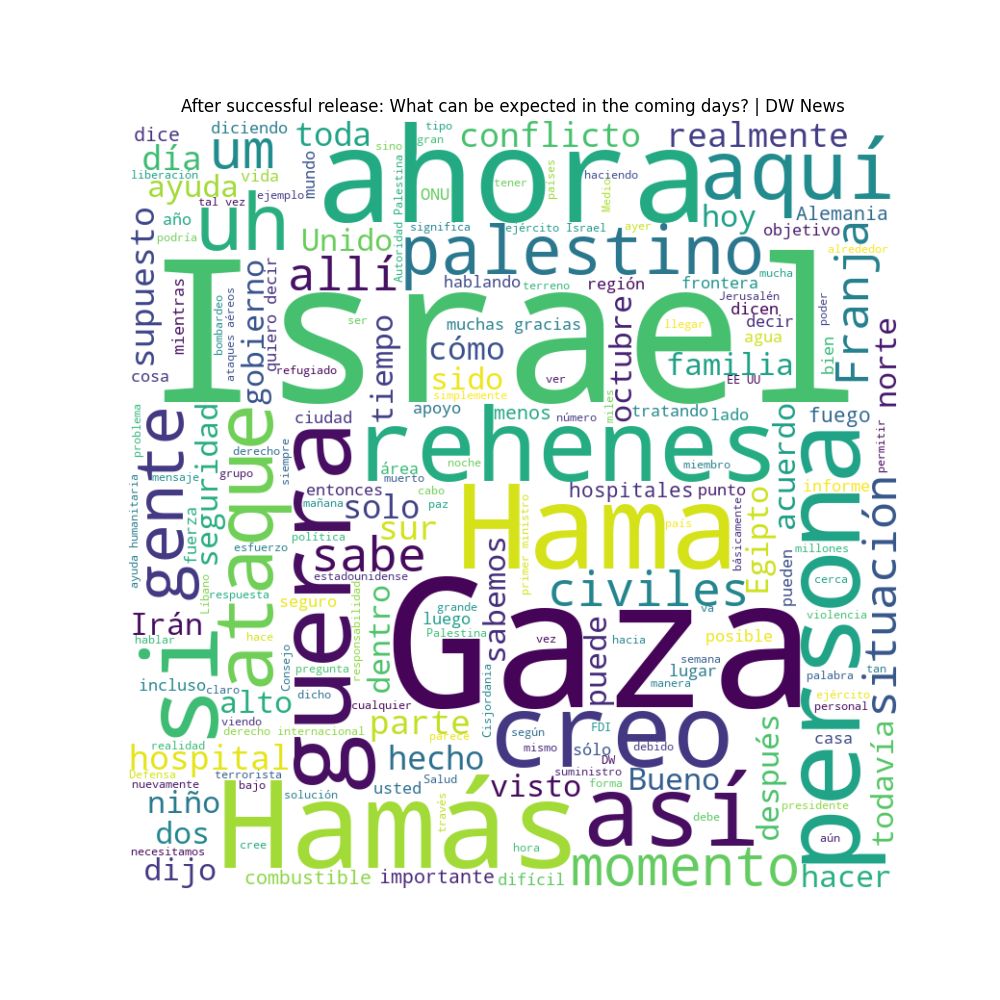 After successful release: What can be expected in the coming days? | DW News
dice
diciendo
toda
tipo
gran
conflicto
realmente
día
um
sino
ahora
aquí
liberación
ayuda
vida
mundo
ONU
tener
países
haciendo
Medio
tal vez
ejemplo
año
uh
Unido
Autoridad Palestina
significa
ejército Israel
ayer
hoy
Alemania
objetivo
podría
supuesto
allí
palestino
región
frontera
alrededor
mientras
gobierno
quiero decir
hablando
terreno
mucha
Franja
bombardeo
ataques aéreos
Israel
ser
muchas gracias
llegar
Jerusalén
dicen
decir
poder
cosa
refugiado
tiempo
cómo
sido
simplemente
ver
octubre
familia
EE UU
agua
bien
norte
problema
gente
seguridad
ataque
ciudad
apoyo
menos
número
miles
tratando
lado
acuerdo
fuego
permitir
derecho
siempre
guerra
rehenes
persona
mensaje
grupo
área
muerto
noche
miembro
ayuda humanitaria
fuerza
mañana
entonces
cabo
paz
solo
hospitales
punto
informe
política
sur
Hama
primer ministro
país
básicamente
Egipto
esfuerzo
sabe
millones
situación
Líbano
respuesta
estadounidense
sabemos
civiles
pueden
cerca
Irán
si
hace
seguro
responsabilidad
dentro
grande
luego
Palestina
Gaza
vez
puede
hacia
va
posible
violencia
hablar
Consejo
pregunta
semana
lugar
manera
palabra
tan
incluso
claro
alto
dicho
cualquier
Cisjordania
ejército
personal
viendo
derecho internacional
parte
parece
creo
según
FDI
mismo
sólo
debido
después
casa
todavía
realidad
hospital
hecho
DW
Defensa
nuevamente
terrorista
bajo
Salud
usted
visto
suministro
forma
Bueno
niño
solución
Hamás
través
así
debe
presidente
dos
cree
hora
aún
necesitamos
dijo
combustible
importante
difícil
momento
hacer